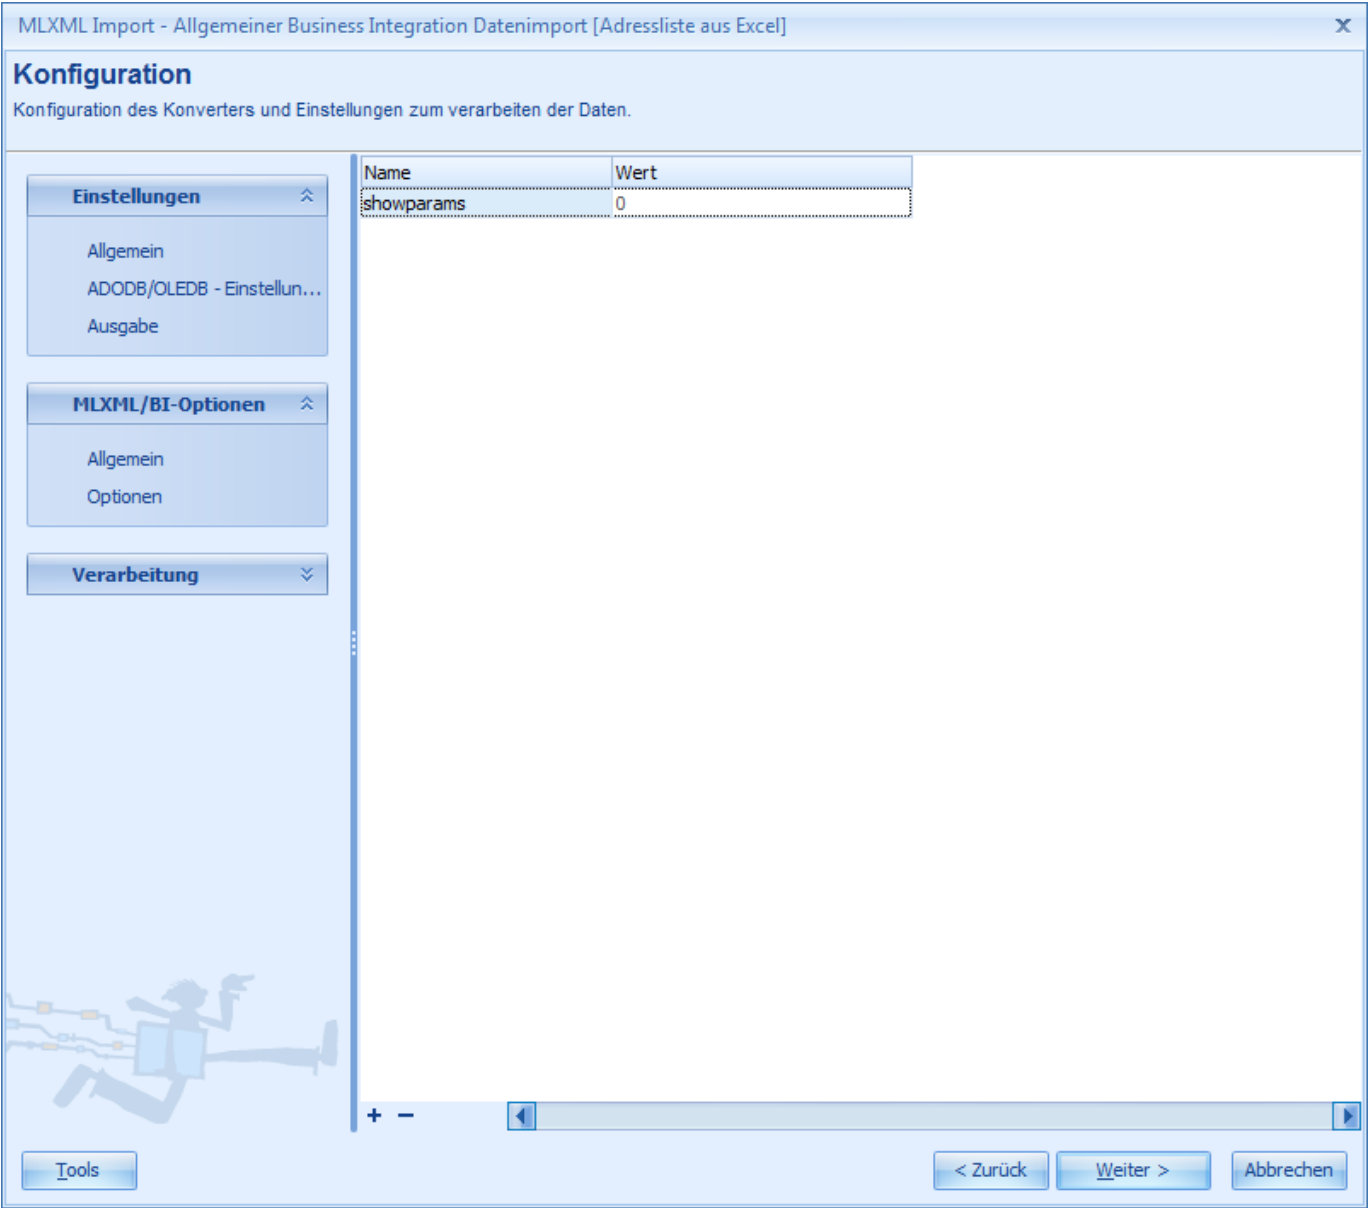 MLXML Import - Allgemeiner Business Integration Datenimport [Adressliste aus Excel]
Konfiguration
Konfiguration des Konverters und Einstellungen zum verarbeiten der Daten.
Einstellungen
Allgemein
ADODB/OLEDB - Einstellun...
Ausgabe
MLXML/BI-Optionen
Allgemein
Optionen
Verarbeitung
Name Wert
showparams 0
Tools
< Zurück Weiter > Abbrechen